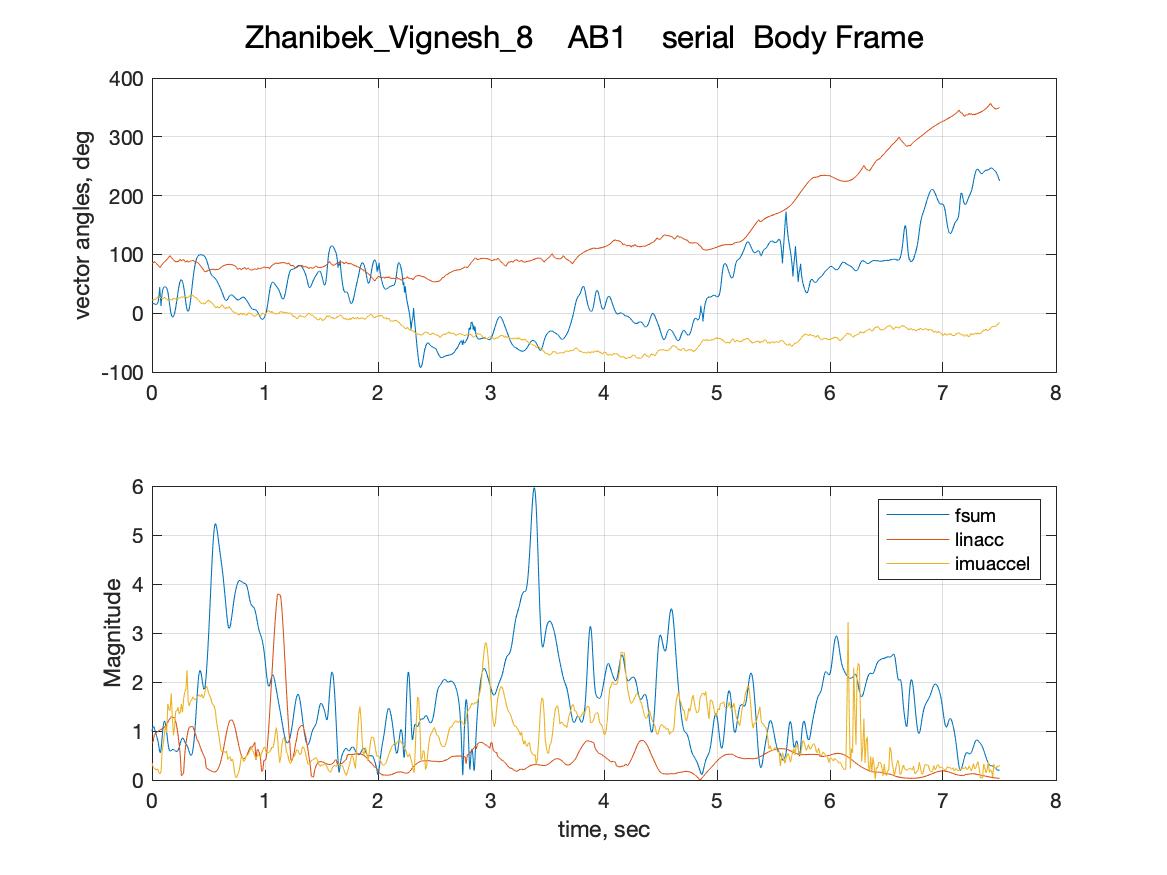 Zhanibek_Vignesh_8 AB1 serial Body Frame
400
300
200
100
0
-100
vector angles, deg
0 1 2 3 4 5 6 7 8
6
5
4
3
2
1
0
Magnitude
fsum
linacc
imuaccel
0 1 2 3 4 5 6 7 8
time, sec